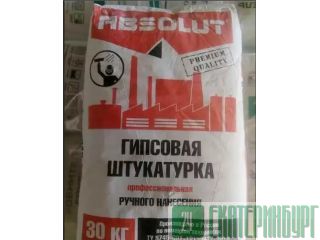 ABSOLUT
PREMIUM
QUALITY
ГИПСОВАЯ
ШТУКАТУРКА
профессиональная
РУЧНОГО НАНЕСЕНИЯ
30 КГ
ЕКАТЕРИНБУРГ